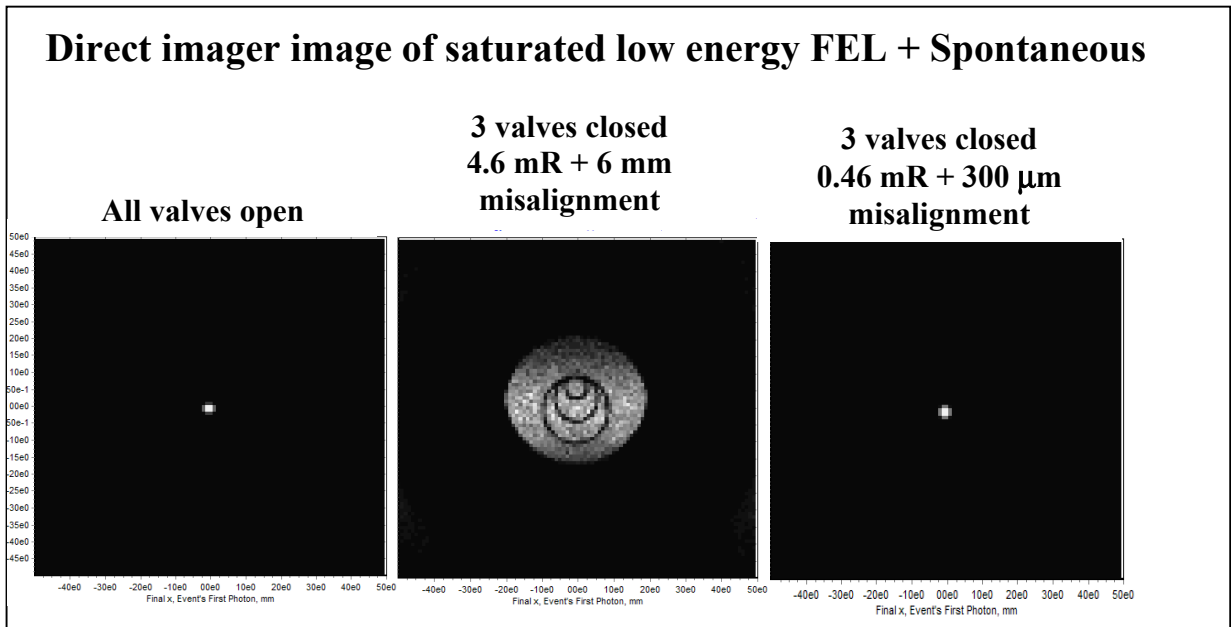 Direct imager image of saturated low energy FEL + Spontaneous
All valves open
3 valves closed
4.6 mR + 6 mm
misalignment
3 valves closed
0.46 mR + 300 μm
misalignment
50e0
45e0
40e0
35e0
30e0
25e0
20e0
15e0
10e0
50e-1
00e0
50e-1
-10e0
-15e0
-20e0
-25e0
-30e0
-35e0
-40e0
-45e0
-40e0 -30e0 -20e0 -10e0 00e0 10e0 20e0 30e0 40e0 50e0
Final x, Event's First Photon, mm
-40e0 -30e0 -20e0 -10e0 00e0 10e0 20e0 30e0 40e0 50e0
Final x, Event's First Photon, mm
-40e0 -30e0 -20e0 -10e0 00e0 10e0 20e0 30e0 40e0 50e0
Final x, Event's First Photon, mm